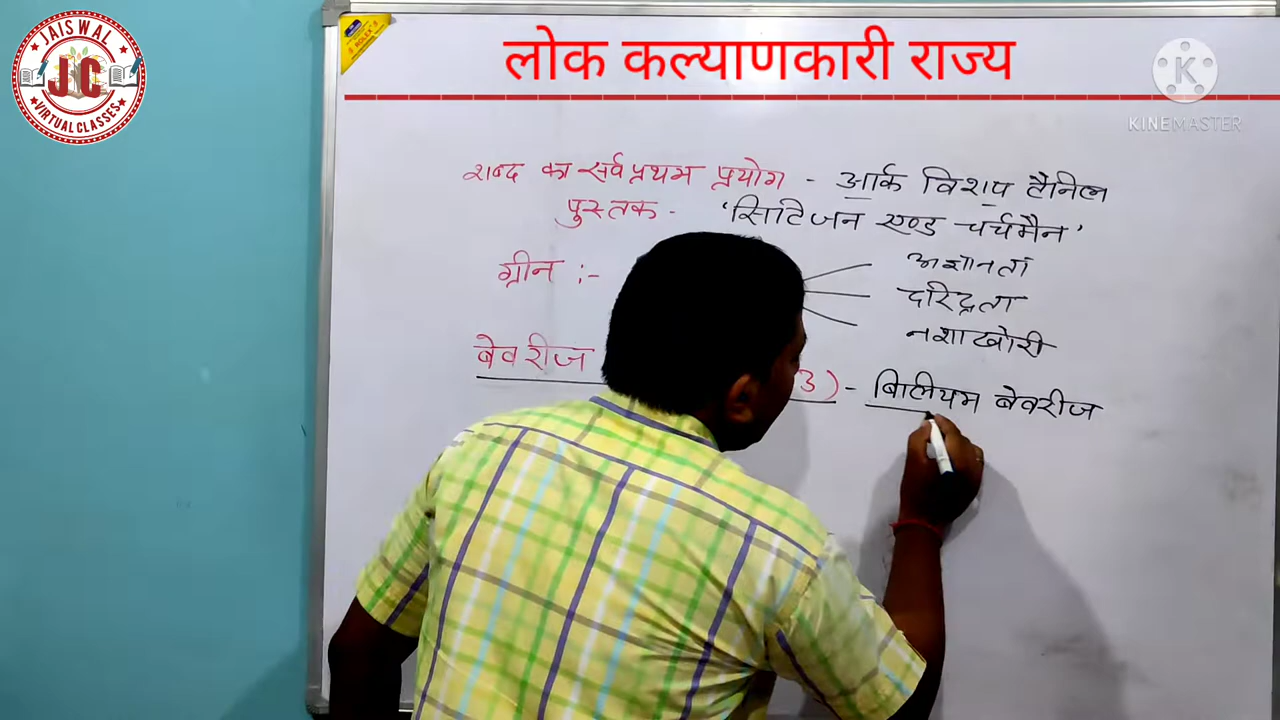 JAISWAL
JC
VIRTUAL CLASSES
ROLEX
लोक कल्याणकारी राज्य
KINEMASTER
शब्द का सर्वप्रथम प्रयोग - आर्क विशप टैनिल
पुस्तक - 'सिटिजन एण्ड चर्चमैन'
ग्रीन :-
अज्ञानता
दरिद्रता
नशाखोरी
बेवरीज 3) - विलियम बेवरीज